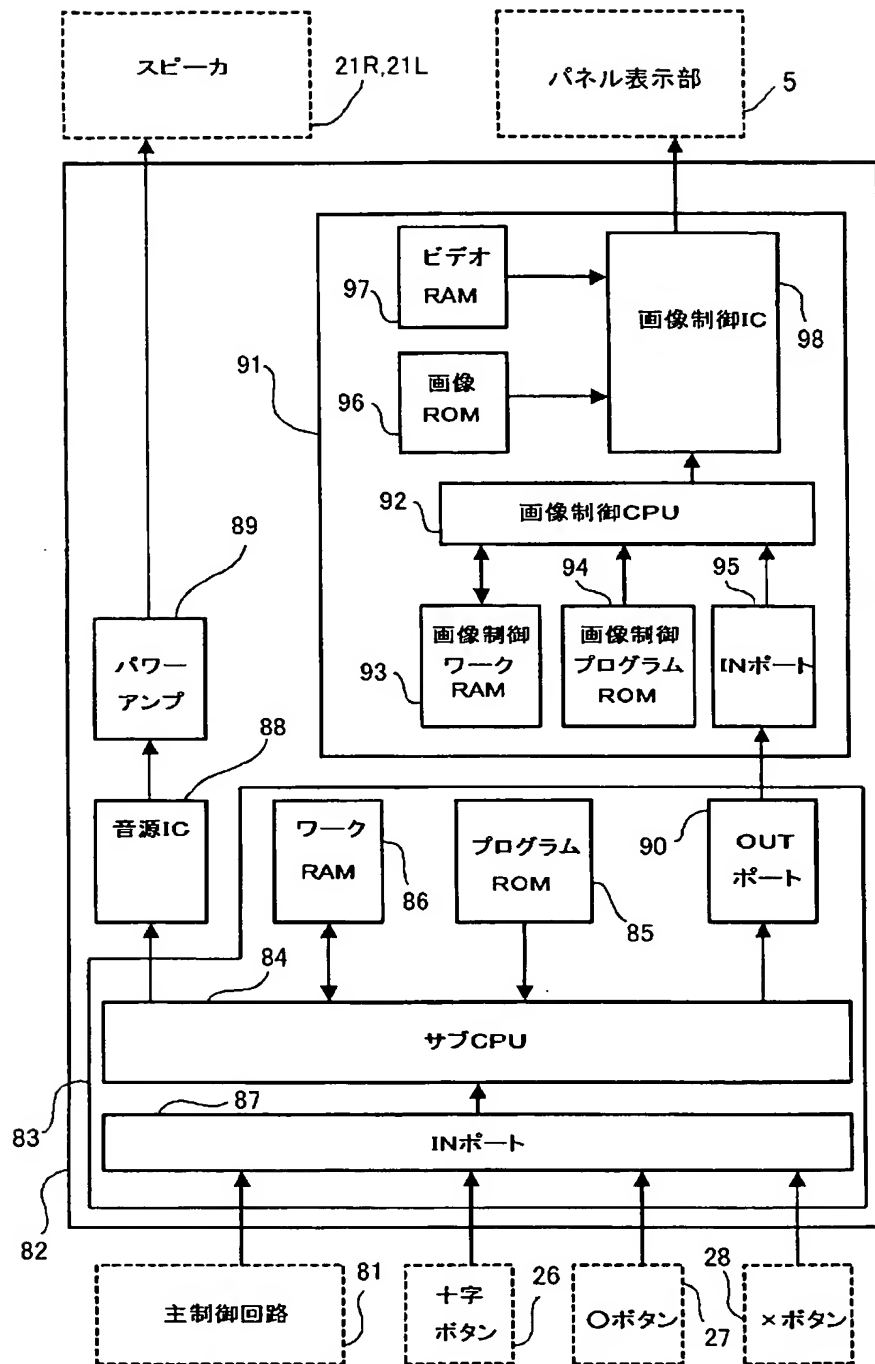 スピーカ
21R,21L
パネル表示部
5
ビデオ
RAM
97
画像制御IC
98
91
画像
ROM
96
92
画像制御CPU
89
94
95
パワー
アンプ
画像制御
ワーク
RAM
93
画像制御
プログラム
ROM
INポート
88
音源IC
ワーク
RAM
86
プログラム
ROM
85
90
OUT
ポート
84
サブCPU
83
87
INポート
82
主制御回路
81
十字
ボタン
26
○ボタン
27
28
×ボタン